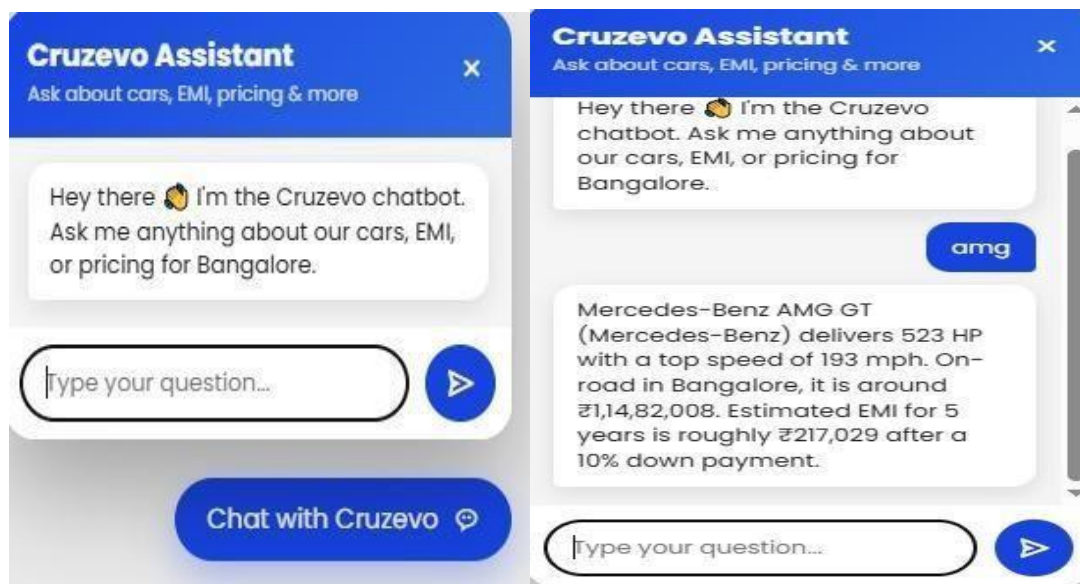 Cruzevo Assistant
Ask about cars, EMI, pricing & more
×
Hey there 👋 I'm the Cruzevo chatbot.
Ask me anything about our cars, EMI,
or pricing for Bangalore.
Type your question...
Chat with Cruzevo
Cruzevo Assistant
Ask about cars, EMI, pricing & more
×
Hey there 👋 I'm the Cruzevo
chatbot. Ask me anything about
our cars, EMI, or pricing for
Bangalore.
amg
Mercedes-Benz AMG GT
(Mercedes-Benz) delivers 523 HP
with a top speed of 193 mph. On-
road in Bangalore, it is around
₹1,14,82,008. Estimated EMI for 5
years is roughly ₹217,029 after a
10% down payment.
Type your question...